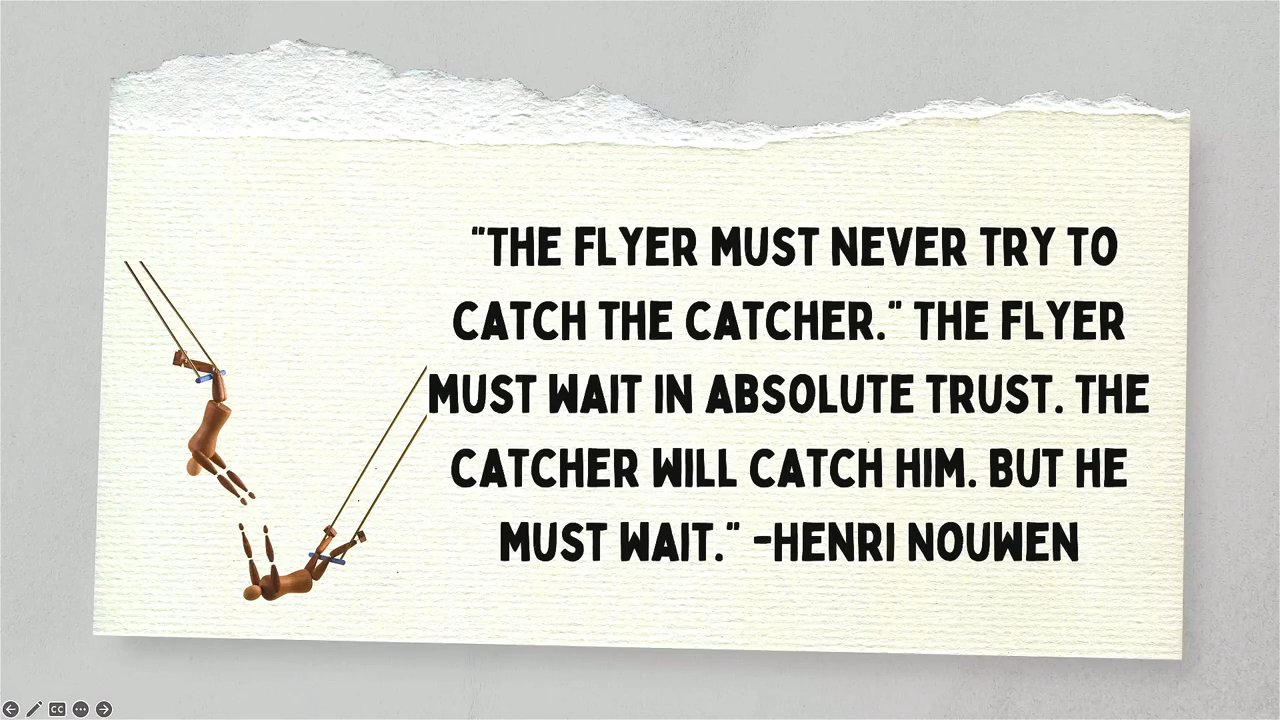 "THE FLYER MUST NEVER TRY TO
CATCH THE CATCHER." THE FLYER
MUST WAIT IN ABSOLUTE TRUST. THE
CATCHER WILL CATCH HIM. BUT HE
MUST WAIT." -HENRI NOUWEN
CC